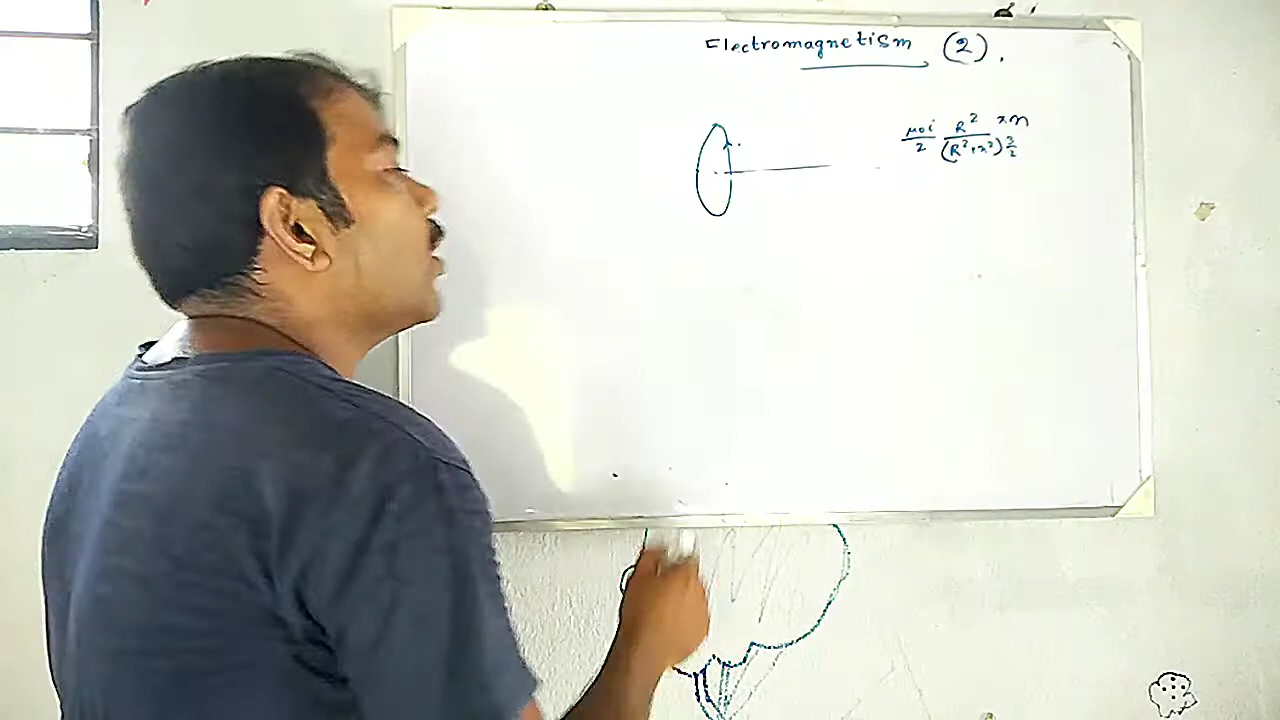 Electromagnetism (2).
μ0i/2 R²/(R²+x²)^3/2 xn